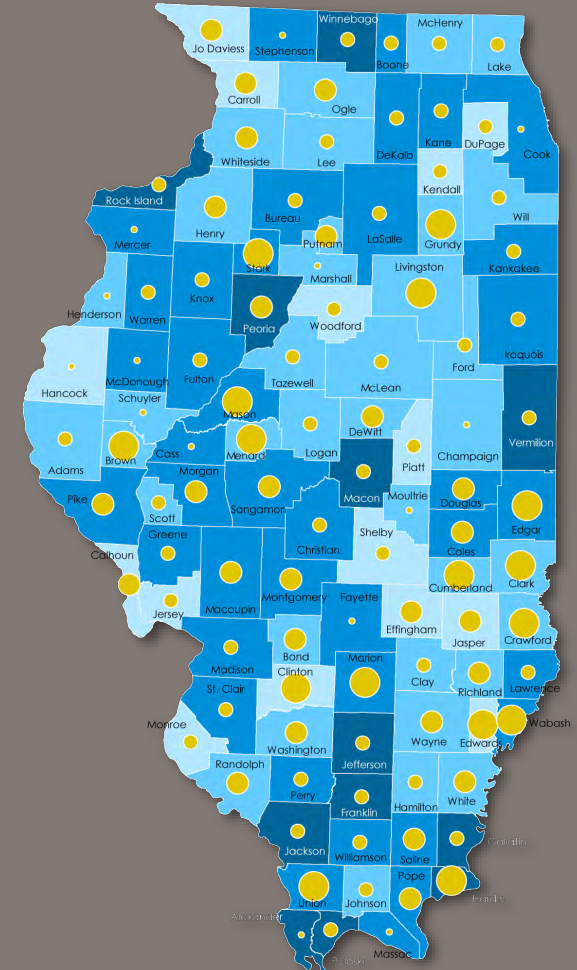 Winnebago
McHenry
Jo Daviess
Stephenson
Boone
Lake
Carroll
Ogle
DeKalb
Kane
DuPage
Cook
Whiteside
Lee
Kendall
Rock Island
Henry
Bureau
LaSalle
Will
Mercer
Putnam
Grundy
Stark
Marshall
Livingston
Kankakee
Henderson
Warren
Knox
Peoria
Woodford
Iroquois
Hancock
McDonough
Fulton
Tazewell
McLean
Ford
Schuyler
Mason
Adams
Brown
Cass
Menard
Logan
DeWitt
Piatt
Champaign
Vermilion
Pike
Morgan
Scott
Sangamon
Macon
Moultrie
Douglas
Edgar
Greene
Christian
Shelby
Coles
Calhoun
Jersey
Macoupin
Montgomery
Fayette
Effingham
Cumberland
Clark
Jasper
Crawford
Madison
Bond
Clinton
Marion
Clay
Richland
Lawrence
St. Clair
Monroe
Washington
Wayne
Edwards
Wabash
Randolph
Perry
Jefferson
Hamilton
White
Franklin
Jackson
Williamson
Saline
Gallatin
Union
Johnson
Pope
Hardin
Alexander
Pulaski
Massac